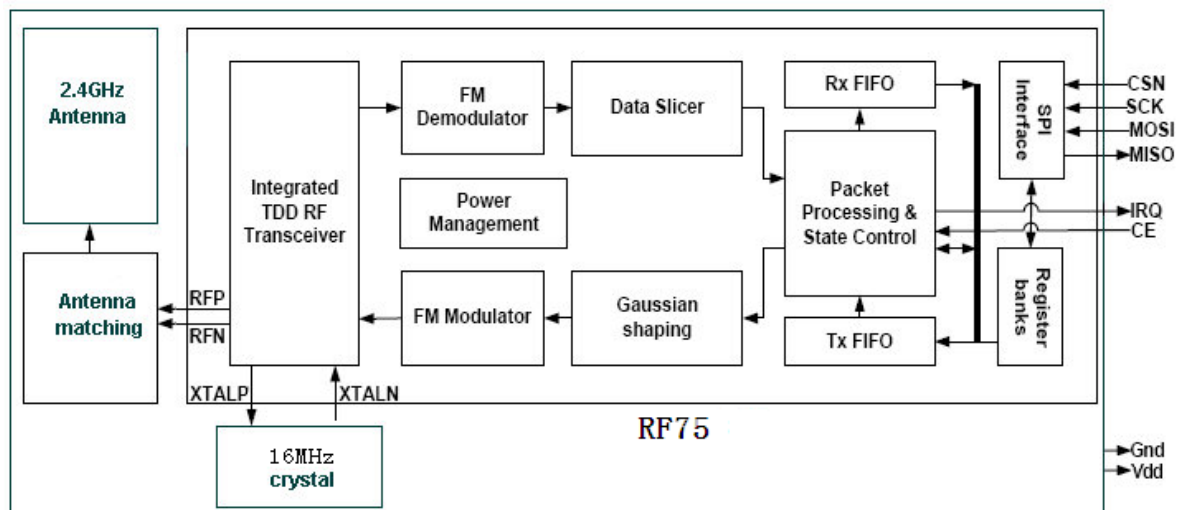 2.4GHz
Antenna
Antenna
matching
RFP
RFN
XTALP
XTALN
16MHz
crystal
Integrated
TDD RF
Transceiver
FM
Demodulator
Data Slicer
Power
Management
FM Modulator
Gaussian
shaping
Rx FIFO
Packet
Processing &
State Control
Tx FIFO
SPI
Interface
Register
banks
CSN
SCK
MOSI
MISO
IRQ
CE
RF75
Gnd
Vdd